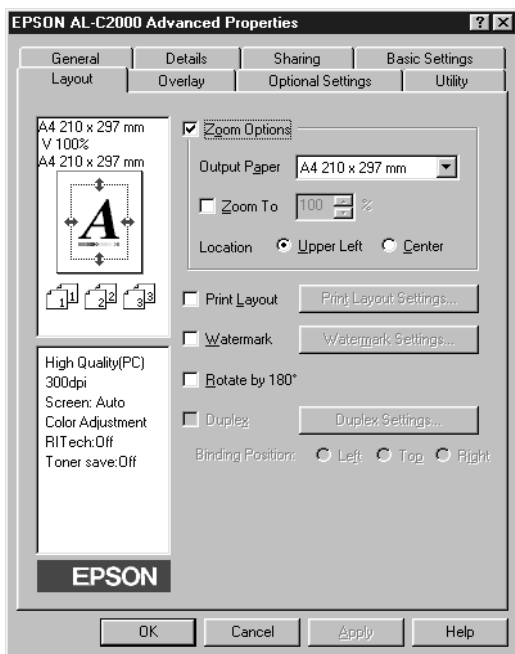 EPSON AL-C2000 Advanced Properties
General Details Sharing Basic Settings
Layout Overlay Optional Settings Utility
A4 210 x 297 mm
V 100%
A4 210 x 297 mm
A
1 1 2 2 3 3
High Quality(PC)
300dpi
Screen: Auto
Color Adjustment
RITech:Off
Toner save:Off
EPSON
Zoom Options
Output Paper A4 210 x 297 mm
Zoom To 100 %
Location Upper Left Center
Print Layout Print Layout Settings...
Watermark Watermark Settings...
Rotate by 180°
Duplex Duplex Settings...
Binding Position: Left Top Right
OK Cancel Apply Help